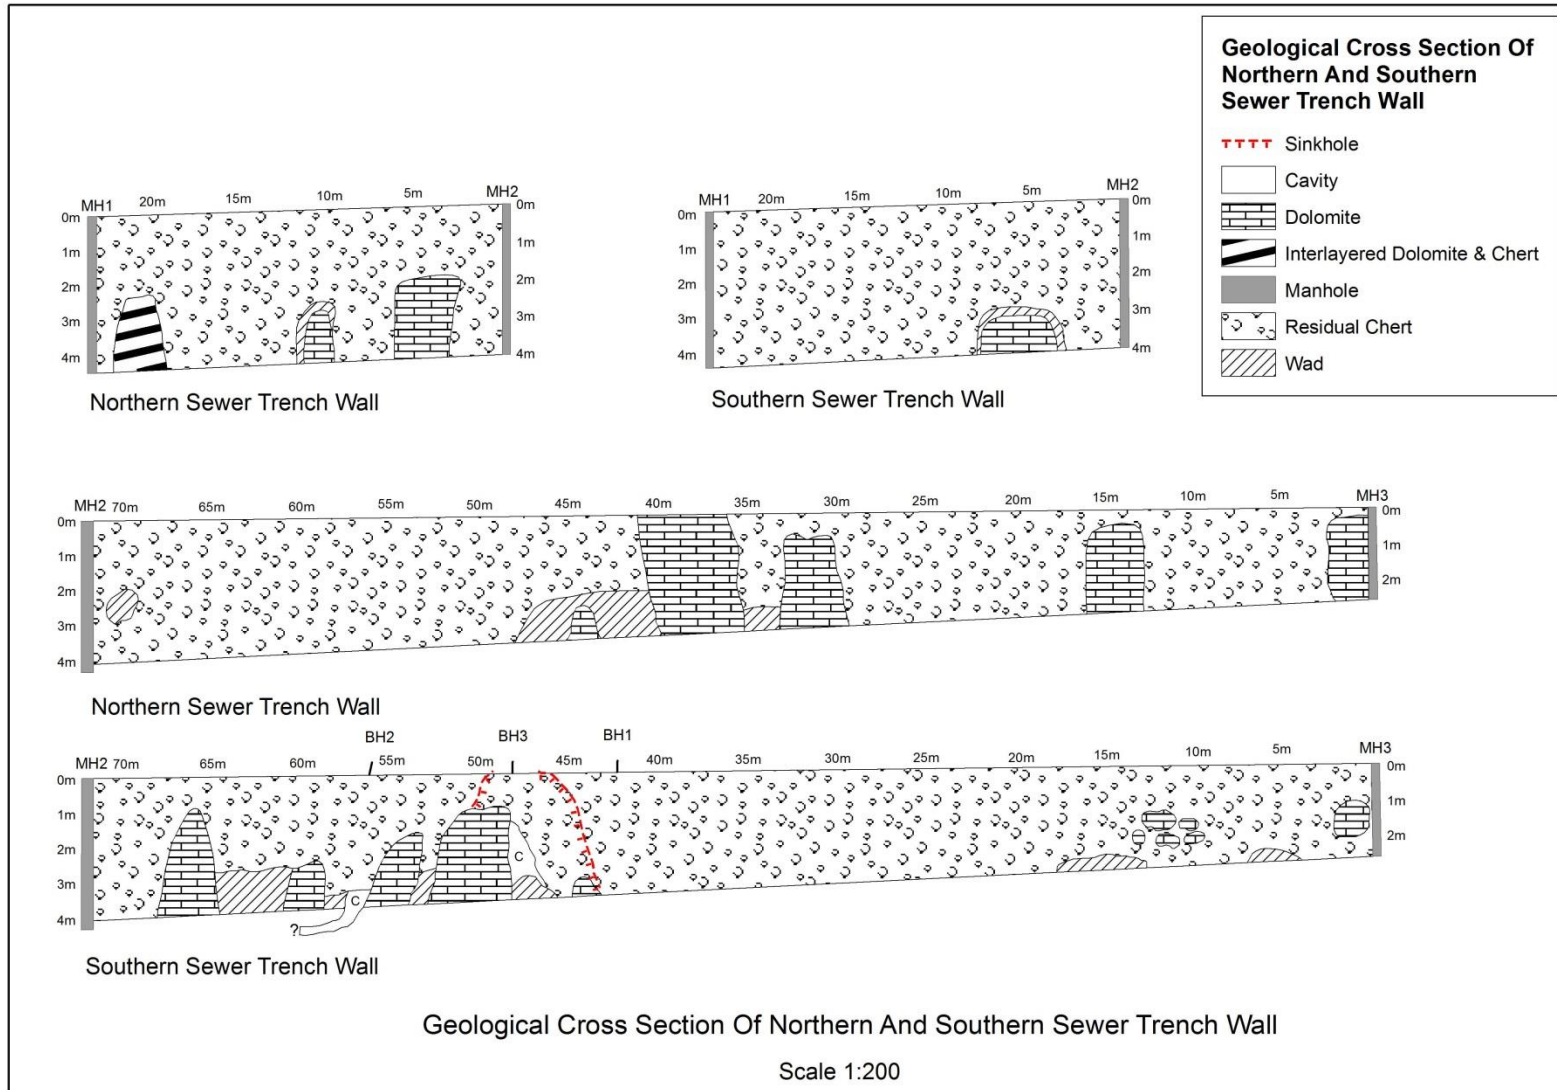 Geological Cross Section Of
Northern And Southern
Sewer Trench Wall
Sinkhole
Cavity
Dolomite
Interlayered Dolomite & Chert
Manhole
Residual Chert
Wad
MH1 20m 15m 10m 5m MH2
0m 0m
1m 1m
2m 2m
3m 3m
4m 4m
Northern Sewer Trench Wall
MH1 20m 15m 10m 5m MH2
0m 0m
1m 1m
2m 2m
3m 3m
4m 4m
Southern Sewer Trench Wall
MH2 70m 65m 60m 55m 50m 45m 40m 35m 30m 25m 20m 15m 10m 5m MH3
0m 0m
1m 1m
2m 2m
3m
4m
Northern Sewer Trench Wall
BH2 BH3 BH1
MH2 70m 65m 60m 55m 50m 45m 40m 35m 30m 25m 20m 15m 10m 5m MH3
0m 0m
1m 1m
2m C 2m
3m C
4m
?
Southern Sewer Trench Wall
Geological Cross Section Of Northern And Southern Sewer Trench Wall
Scale 1:200